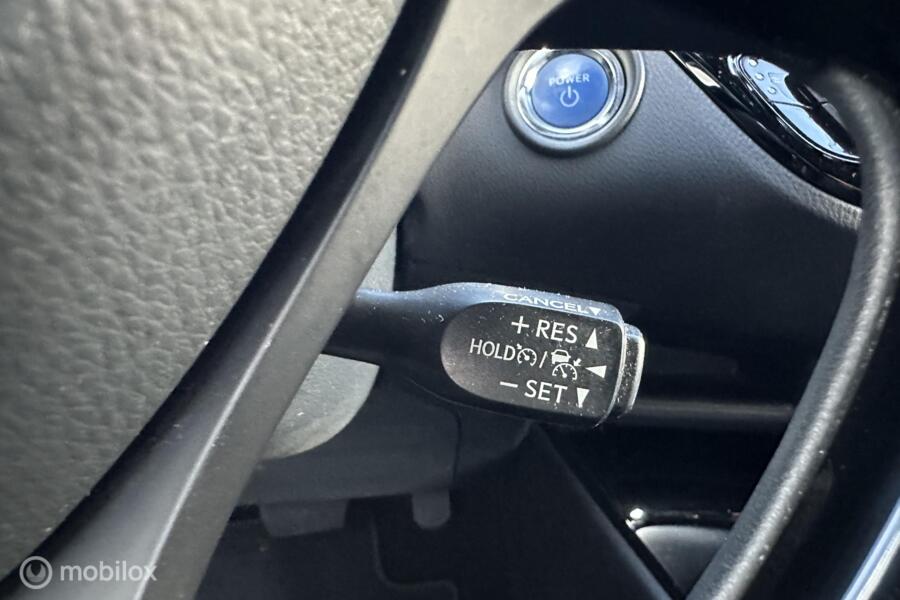 POWER
CANCEL▼
+ RES ▲
HOLD / ◀
− SET ▼
mobilox